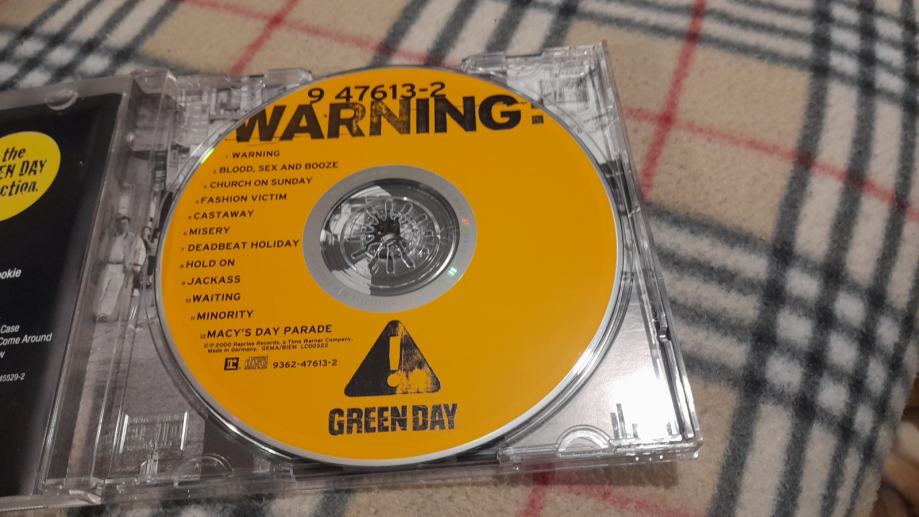 the
EN DAY
ction.
ookie
Case
Come Around
w
45529-2
9 47613-2
WARNING:
1 WARNING
2 BLOOD, SEX AND BOOZE
3 CHURCH ON SUNDAY
4 FASHION VICTIM
5 CASTAWAY
6 MISERY
7 DEADBEAT HOLIDAY
8 HOLD ON
9 JACKASS
10 WAITING
11 MINORITY
12 MACY'S DAY PARADE
℗© 2000 Reprise Records, a Time Warner Company.
Made in Germany. GEMA/BIEM LC00322
9362-47613-2
!
GREEN DAY